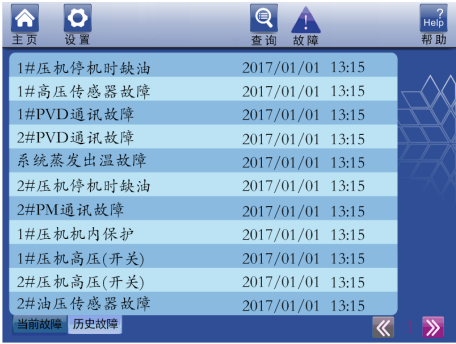 主页 设置 查询 故障 Help? 帮助
1#压机停机时缺油 2017/01/01 13:15
1#高压传感器故障 2017/01/01 13:15
1#PVD通讯故障 2017/01/01 13:15
2#PVD通讯故障 2017/01/01 13:15
系统蒸发出温故障 2017/01/01 13:15
2#压机停机时缺油 2017/01/01 13:15
2#PM通讯故障 2017/01/01 13:15
1#压机机内保护 2017/01/01 13:15
1#压机高压(开关) 2017/01/01 13:15
2#压机高压(开关) 2017/01/01 13:15
2#油压传感器故障 2017/01/01 13:15
当前故障 历史故障